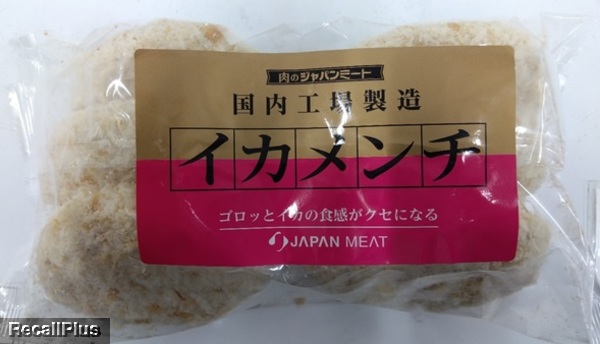 肉のジャパンミート
国内工場製造
イカメンチ
ゴロッとイカの食感がクセになる
JAPAN MEAT
RecallPlus